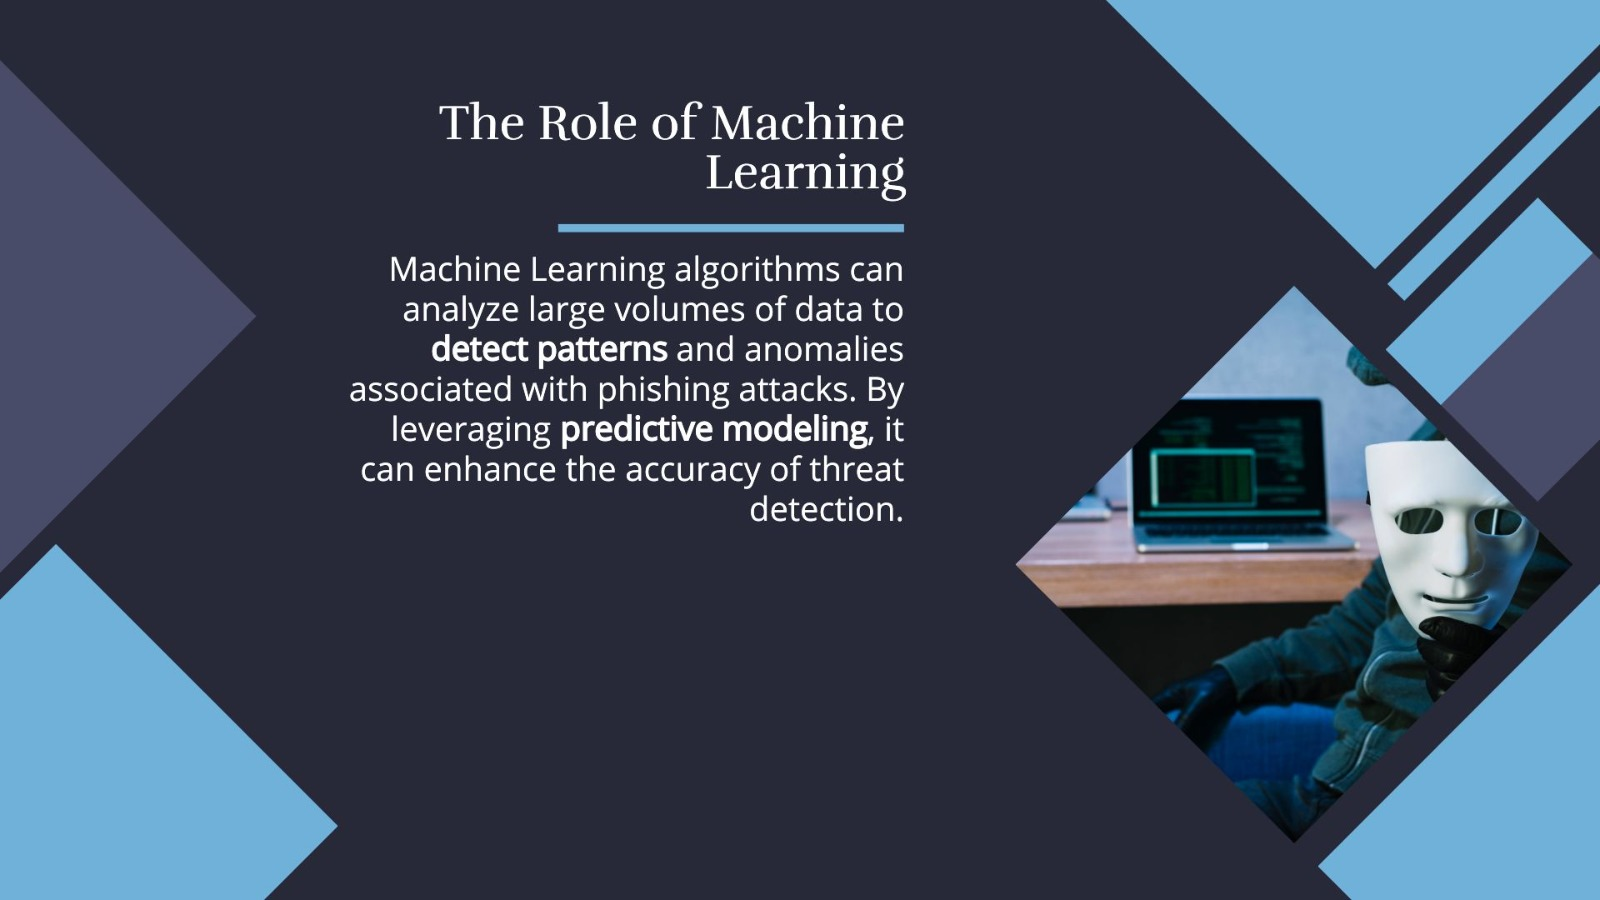 The Role of Machine
Learning
Machine Learning algorithms can
analyze large volumes of data to
detect patterns and anomalies
associated with phishing attacks. By
leveraging predictive modeling, it
can enhance the accuracy of threat
detection.